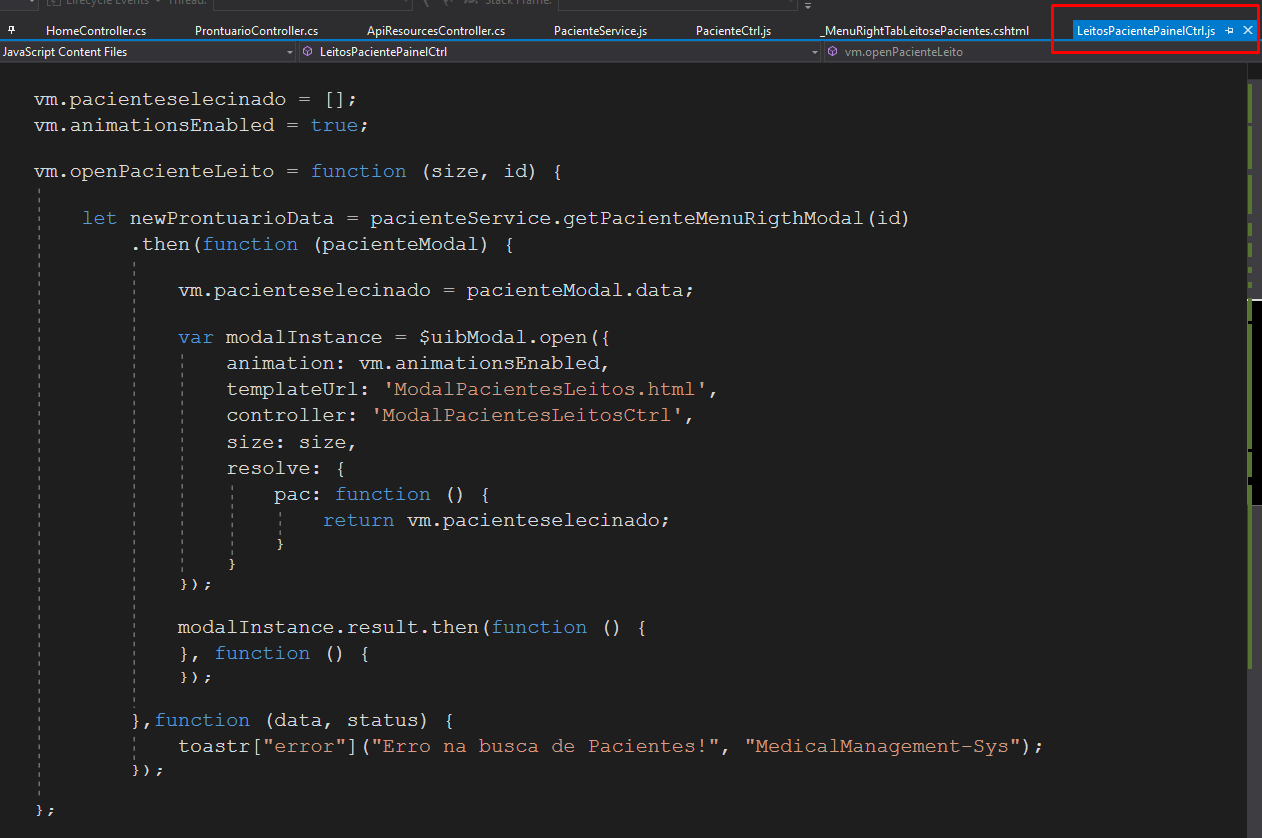 Lifecycle Events Thread: Stack Frame:
HomeController.cs ProntuarioController.cs ApiResourcesController.cs PacienteService.js PacienteCtrl.js _MenuRightTabLeitosePacientes.cshtml LeitosPacientePainelCtrl.js
JavaScript Content Files LeitosPacientePainelCtrl vm.openPacienteLeito
vm.pacienteselecinado = [];
vm.animationsEnabled = true;
vm.openPacienteLeito = function (size, id) {
let newProntuarioData = pacienteService.getPacienteMenuRigthModal(id)
.then(function (pacienteModal) {
vm.pacienteselecinado = pacienteModal.data;
var modalInstance = $uibModal.open({
animation: vm.animationsEnabled,
templateUrl: 'ModalPacientesLeitos.html',
controller: 'ModalPacientesLeitosCtrl',
size: size,
resolve: {
pac: function () {
return vm.pacienteselecinado;
}
}
});
modalInstance.result.then(function () {
}, function () {
});
},function (data, status) {
toastr["error"]("Erro na busca de Pacientes!", "MedicalManagement-Sys");
});
};